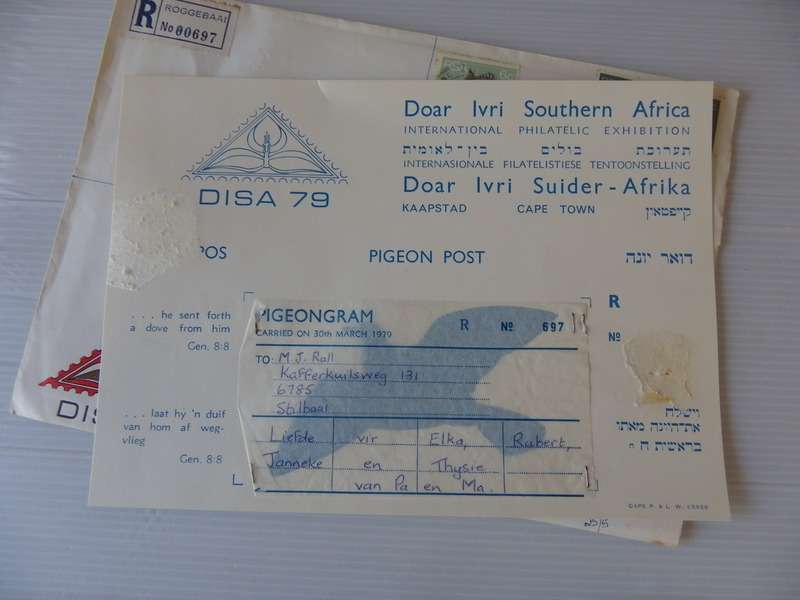 R ROGGEBAAI
No 00697
Doar Ivri Southern Africa
INTERNATIONAL PHILATELIC EXHIBITION
תערוכת בולים בין-לאומית
INTERNASIONALE FILATELISTIESE TENTOONSTELLING
Doar Ivri Suider-Afrika
KAAPSTAD CAPE TOWN קייפטאון
DISA 79
POS PIGEON POST דואר יונה
. . . he sent forth
a dove from him
Gen. 8:8
. . . laat hy 'n duif
van hom af weg-
vlieg
Gen. 8:8
PIGEONGRAM R No 697
CARRIED ON 30th MARCH 1979
TO: M J. Rall
Kafferkuilsweg 131
6785
Stilbaai
Liefde vir Elka, Rubert,
Janneke en Thysie
van Pa en Ma.
R
No
וישלח
את־היונה מאתו
בראשית ח
DIS
25/5